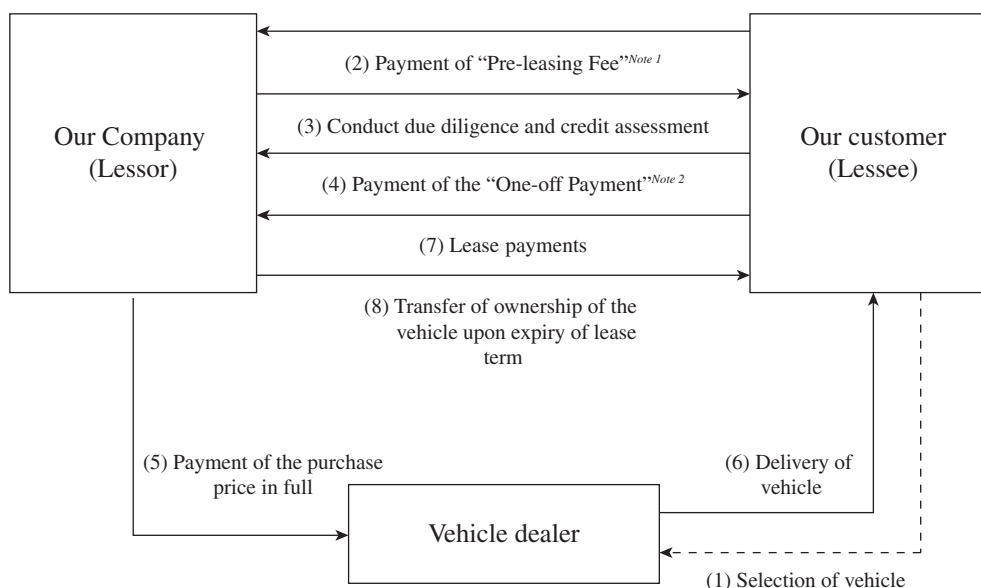 (2) Payment of “Pre-leasing Fee”Note 1
Our Company
(Lessor)
(3) Conduct due diligence and credit assessment
Our customer
(Lessee)
(4) Payment of the “One-off Payment”Note 2
(7) Lease payments
(8) Transfer of ownership of the
vehicle upon expiry of lease
term
(5) Payment of the purchase
price in full
(6) Delivery of
vehicle
Vehicle dealer
(1) Selection of vehicle